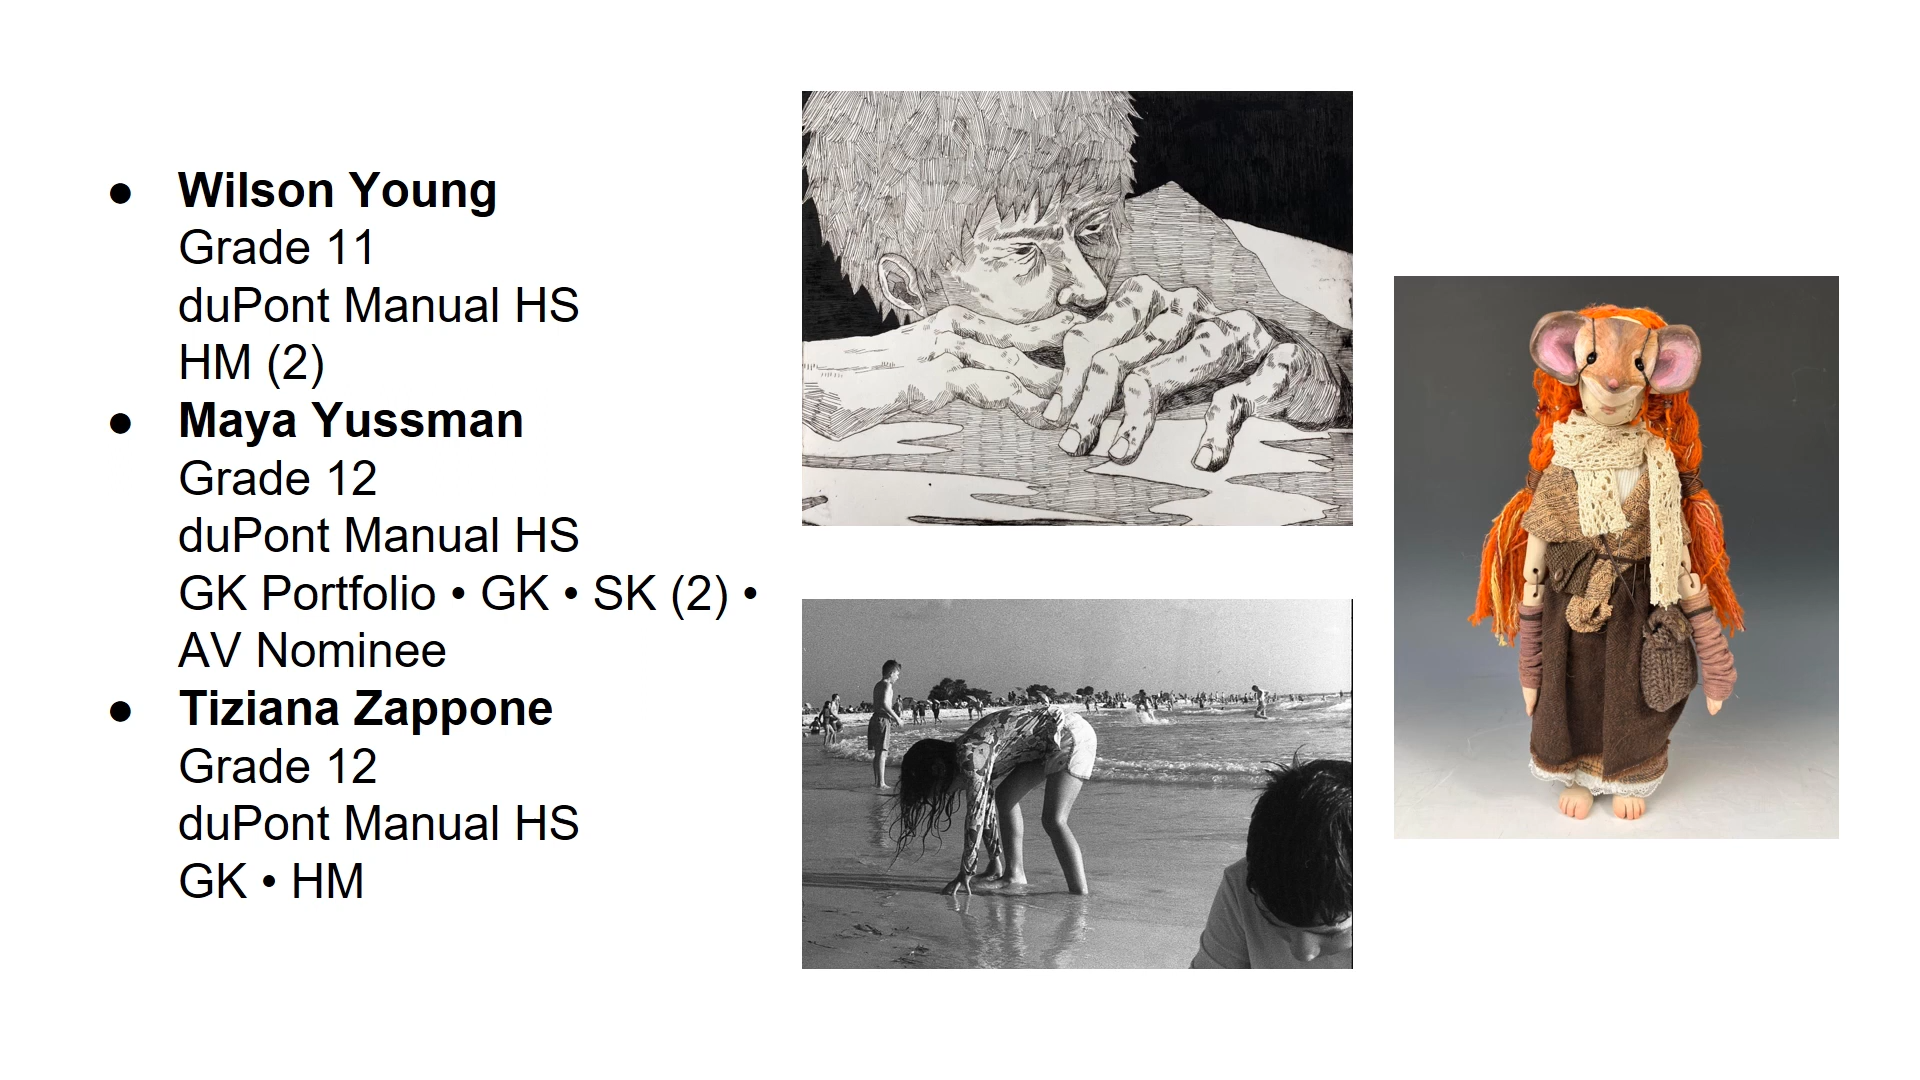 ● Wilson Young
Grade 11
duPont Manual HS
HM (2)
● Maya Yussman
Grade 12
duPont Manual HS
GK Portfolio • GK • SK (2) •
AV Nominee
● Tiziana Zappone
Grade 12
duPont Manual HS
GK • HM